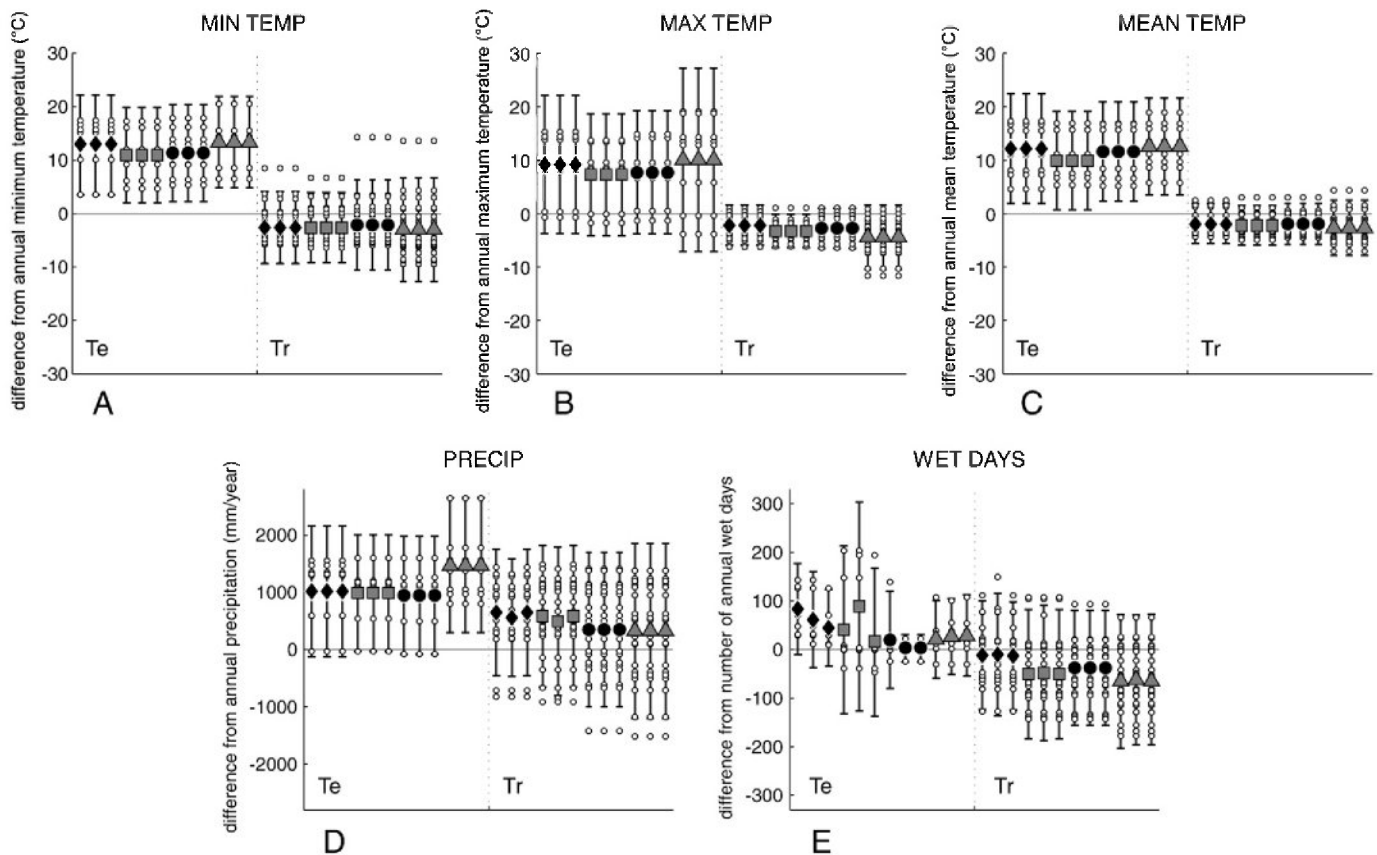 MIN TEMP
difference from annual minimum temperature (°C)
30
20
10
0
-10
-20
-30
Te
Tr
A
MAX TEMP
difference from annual maximum temperature (°C)
30
20
10
0
-10
-20
-30
Te
Tr
B
MEAN TEMP
difference from annual mean temperature (°C)
30
20
10
0
-10
-20
-30
Te
Tr
C
PRECIP
difference from annual precipitation (mm/year)
2000
1000
0
-1000
-2000
Te
Tr
D
WET DAYS
difference from number of annual wet days
300
200
100
0
-100
-200
-300
Te
Tr
E